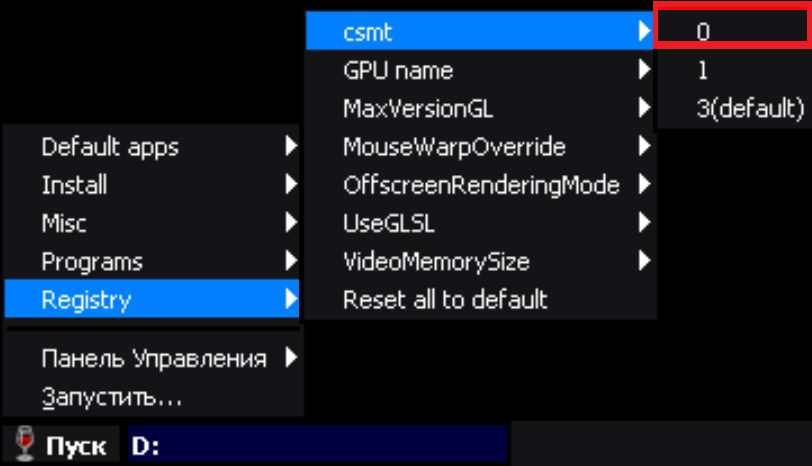 Default apps
Install
Misc
Programs
Registry
Панель Управления
Запустить...
Пуск
D:
csmt
GPU name
MaxVersionGL
MouseWarpOverride
OffscreenRenderingMode
UseGLSL
VideoMemorySize
Reset all to default
0
1
3(default)